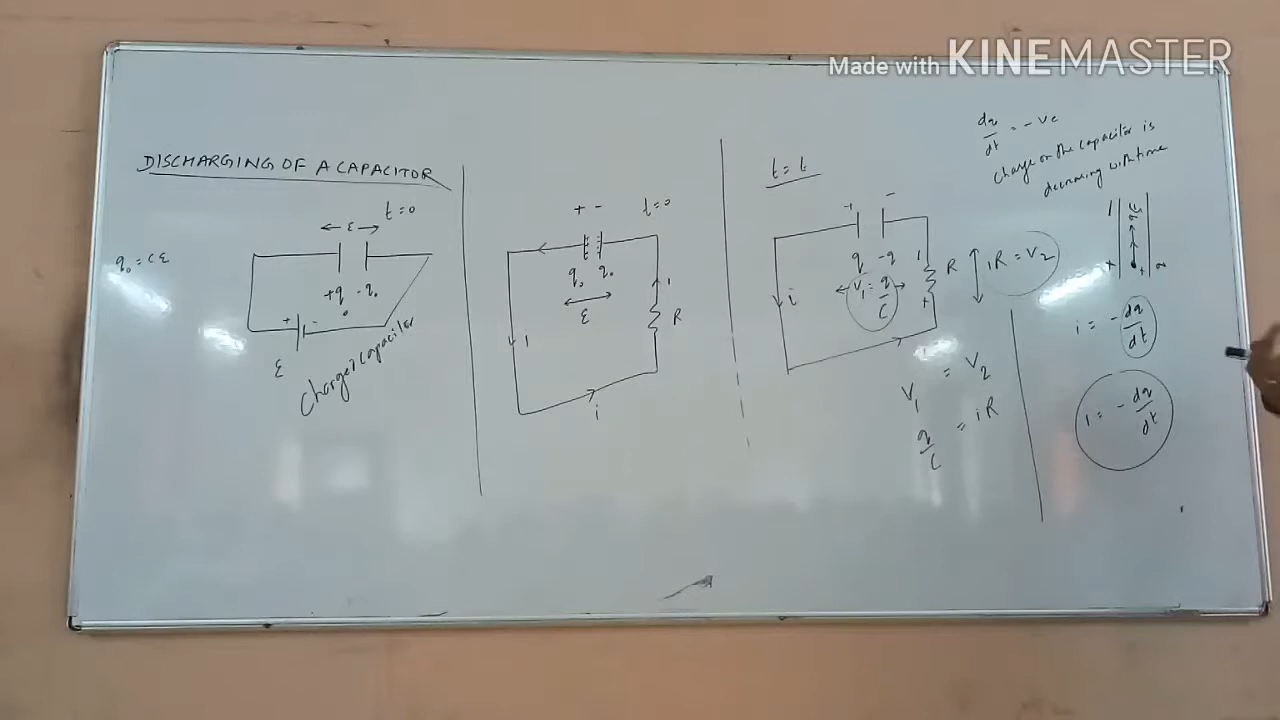 Made with KINEMASTER
DISCHARGING OF A CAPACITOR
t=0
ε
q₀ = Cε
+q -q₀
+ -
ε
Charged capacitor
+ - t=0
q₀ q₀
ε
R
i
i
t = t
+ -
q -q
V₁ = q/C
i
R
+
iR = V₂
V₁ = V₂
q/C = iR
dq/dt = -ve
Charge on the capacitor is
decreasing with time
+ +
i = - dq/dt
i = - dq/dt